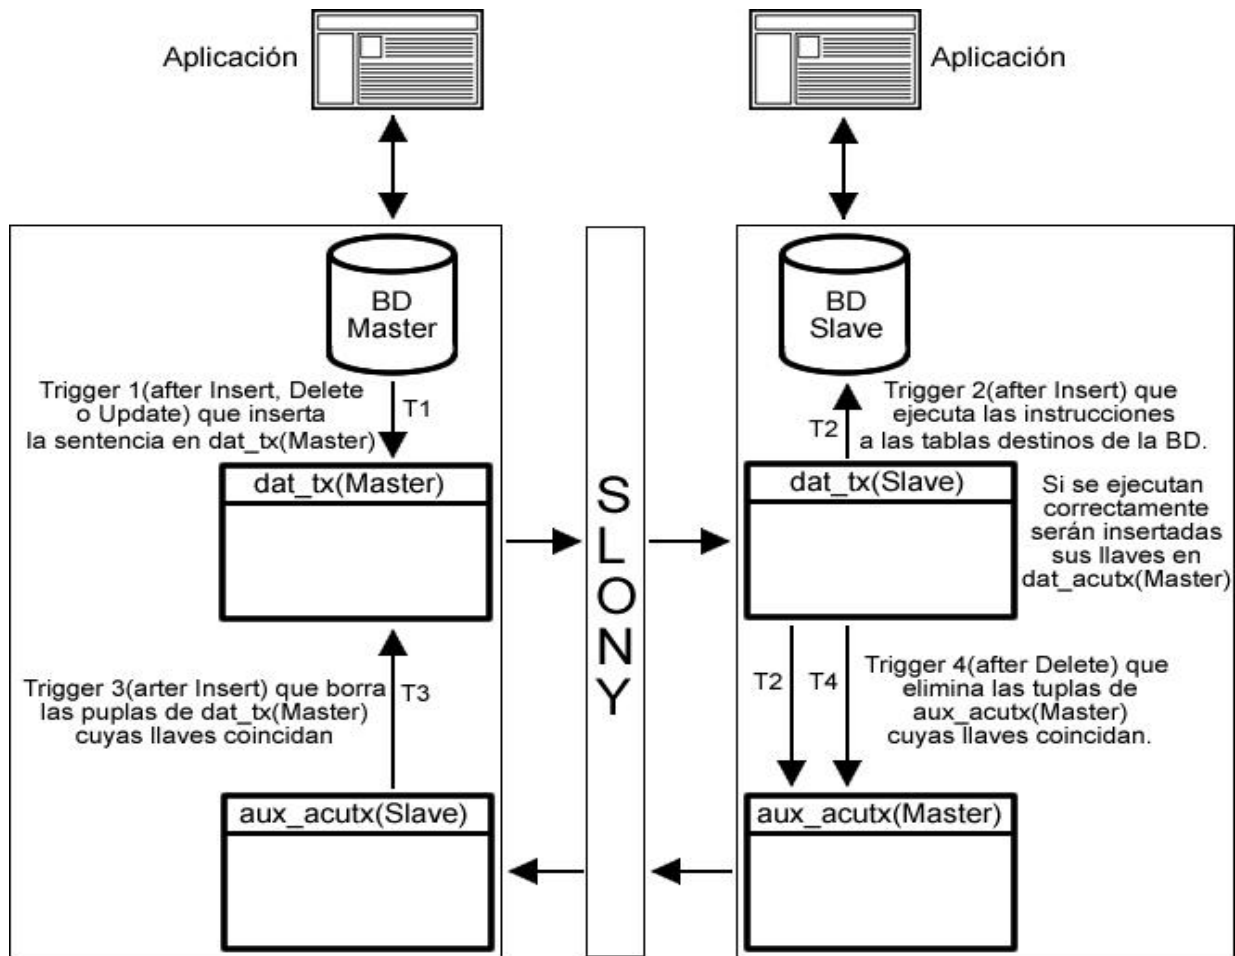 Aplicación
Aplicación
BD
Master
BD
Slave
Trigger 1(after Insert, Delete
o Update) que inserta
la sentencia en dat_tx(Master)
T1
T2
Trigger 2(after Insert) que
ejecuta las instrucciones
a las tablas destinos de la BD.
dat_tx(Master)
SLONY
dat_tx(Slave)
Si se ejecutan
correctamente
serán insertadas
sus llaves en
dat_acutx(Master)
Trigger 3(arter Insert) que borra
las puplas de dat_tx(Master)
cuyas llaves coincidan
T3
T2
T4
Trigger 4(after Delete) que
elimina las tuplas de
aux_acutx(Master)
cuyas llaves coincidan.
aux_acutx(Slave)
aux_acutx(Master)